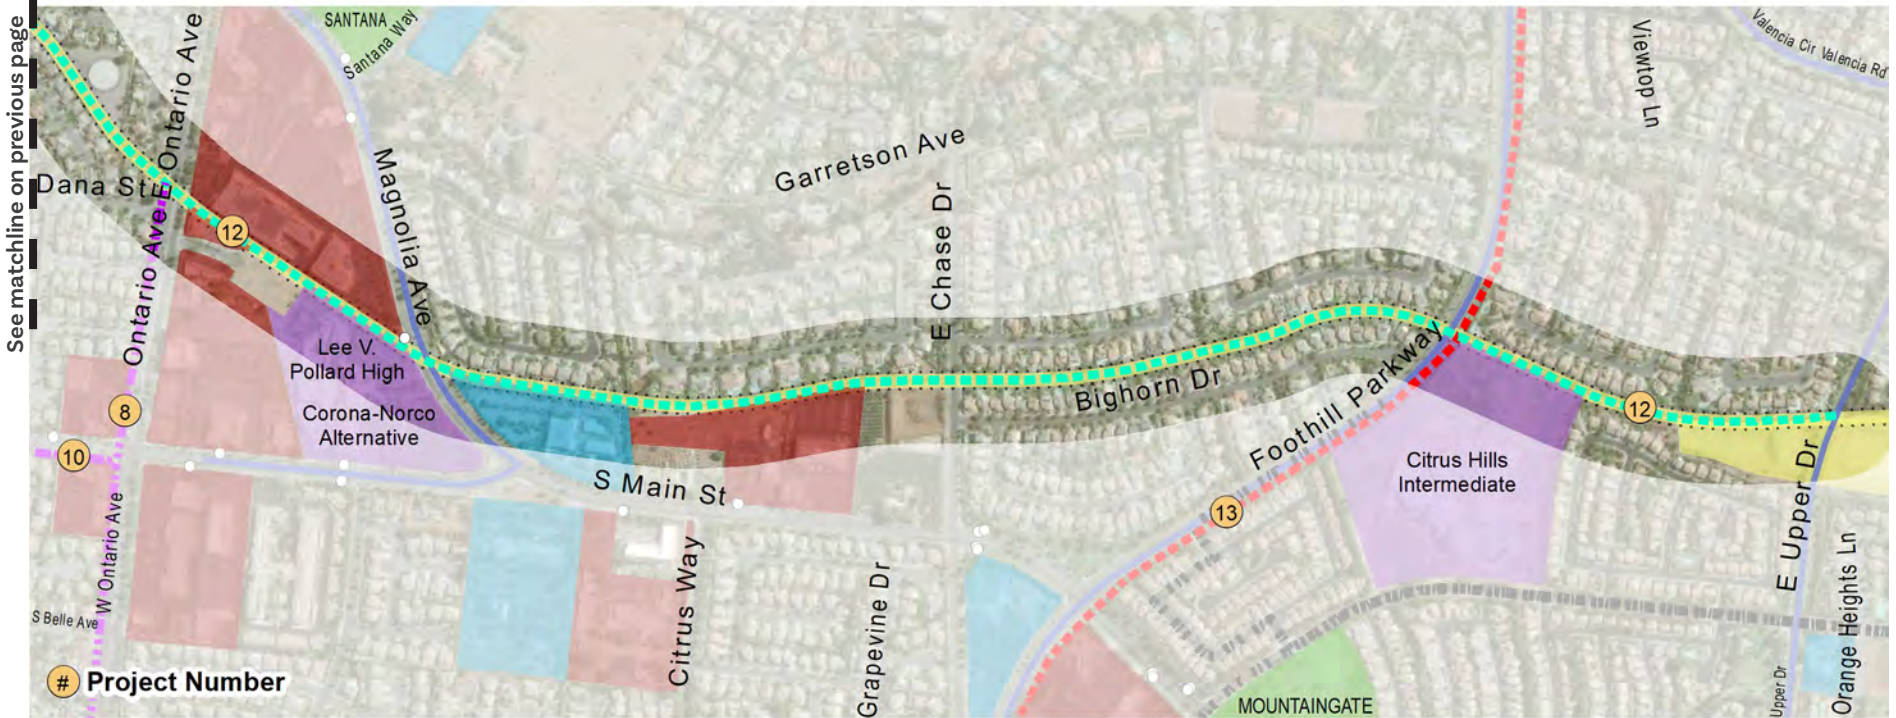 See matchline on previous page
SANTANA
Santana Way
E Ontario Ave
Valencia Cir
Valencia Rd
Viewtop Ln
Garretson Ave
Magnolia Ave
Dana St
E Chase Dr
12
Ontario Ave
Lee V.
Pollard High
Corona-Norco
Alternative
Bighorn Dr
Foothill Parkway
12
8
10
Citrus Hills
Intermediate
S Main St
13
E Upper Dr
W Ontario Ave
Citrus Way
Grapevine Dr
Orange Heights Ln
S Belle Ave
Upper Dr
# Project Number
MOUNTAINGATE